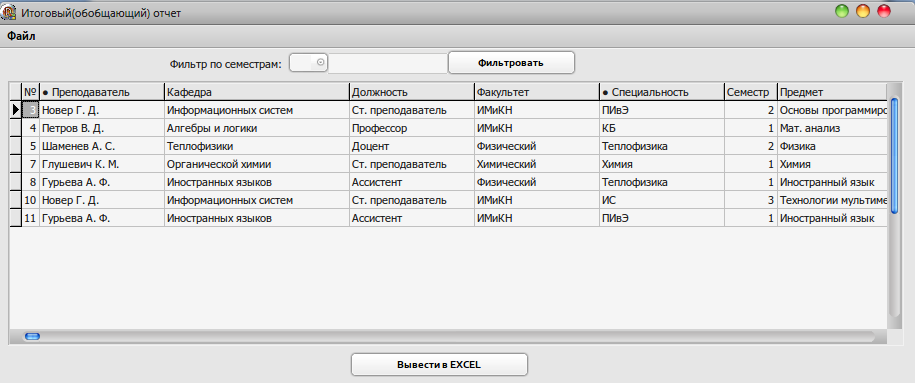 Итоговый(обобщающий) отчет
Файл
Фильтр по семестрам: Фильтровать
№ • Преподаватель Кафедра Должность Факультет • Специальность Семестр Предмет
3 Новер Г. Д. Информационных систем Ст. преподаватель ИМиКН ПИвЭ 2 Основы программирс
4 Петров В. Д. Алгебры и логики Профессор ИМиКН КБ 1 Мат. анализ
5 Шаменев А. С. Теплофизики Доцент Физический Теплофизика 2 Физика
7 Глушевич К. М. Органической химии Ст. преподаватель Химический Химия 1 Химия
8 Гурьева А. Ф. Иностранных языков Ассистент Физический Теплофизика 1 Иностранный язык
10 Новер Г. Д. Информационных систем Ст. преподаватель ИМиКН ИС 3 Технологии мультиме
11 Гурьева А. Ф. Иностранных языков Ассистент ИМиКН ПИвЭ 1 Иностранный язык
Вывести в EXCEL